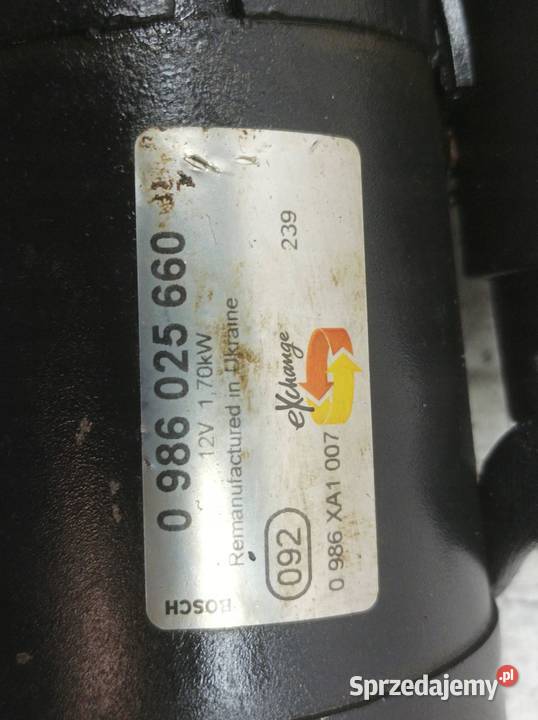 BOSCH
0 986 025 660
12V 1,70kW
Remanufactured in Ukraine
092
eXchange
239
0 986 XA1 007
Sprzedajemy.pl